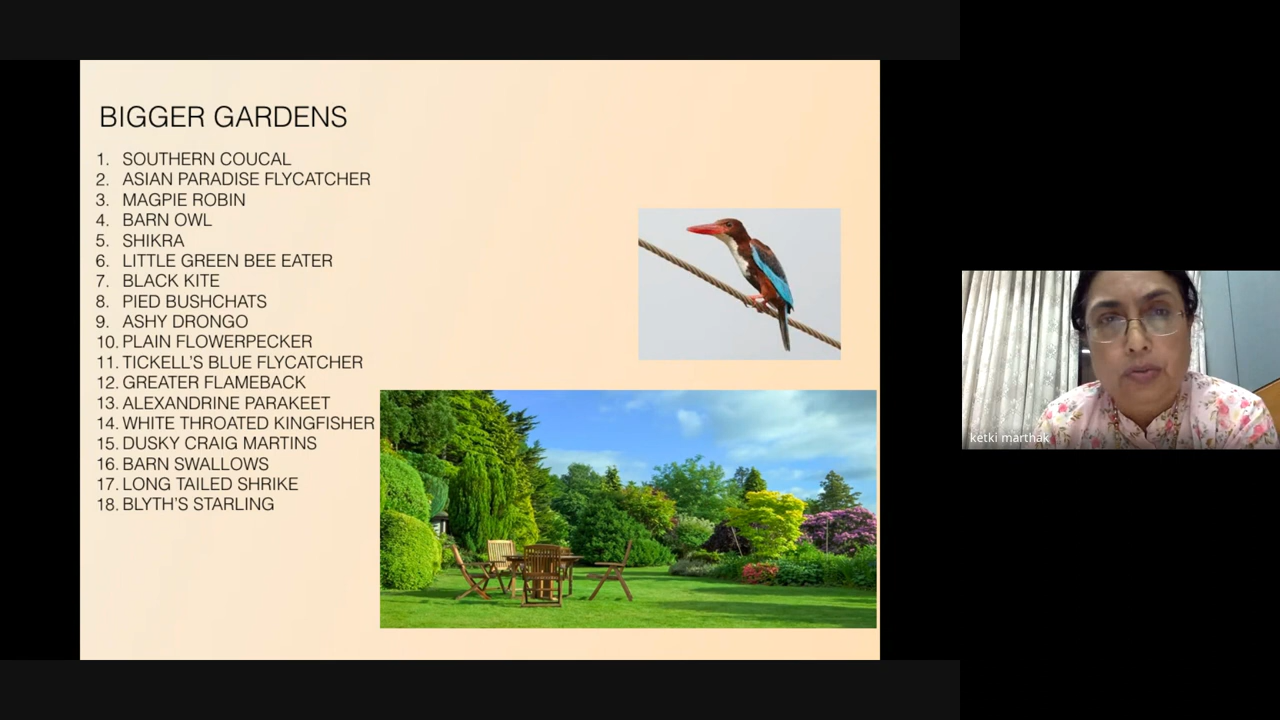 BIGGER GARDENS
1. SOUTHERN COUCAL
2. ASIAN PARADISE FLYCATCHER
3. MAGPIE ROBIN
4. BARN OWL
5. SHIKRA
6. LITTLE GREEN BEE EATER
7. BLACK KITE
8. PIED BUSHCHATS
9. ASHY DRONGO
10. PLAIN FLOWERPECKER
11. TICKELL'S BLUE FLYCATCHER
12. GREATER FLAMEBACK
13. ALEXANDRINE PARAKEET
14. WHITE THROATED KINGFISHER
15. DUSKY CRAIG MARTINS
16. BARN SWALLOWS
17. LONG TAILED SHRIKE
18. BLYTH'S STARLING
ketki marthak